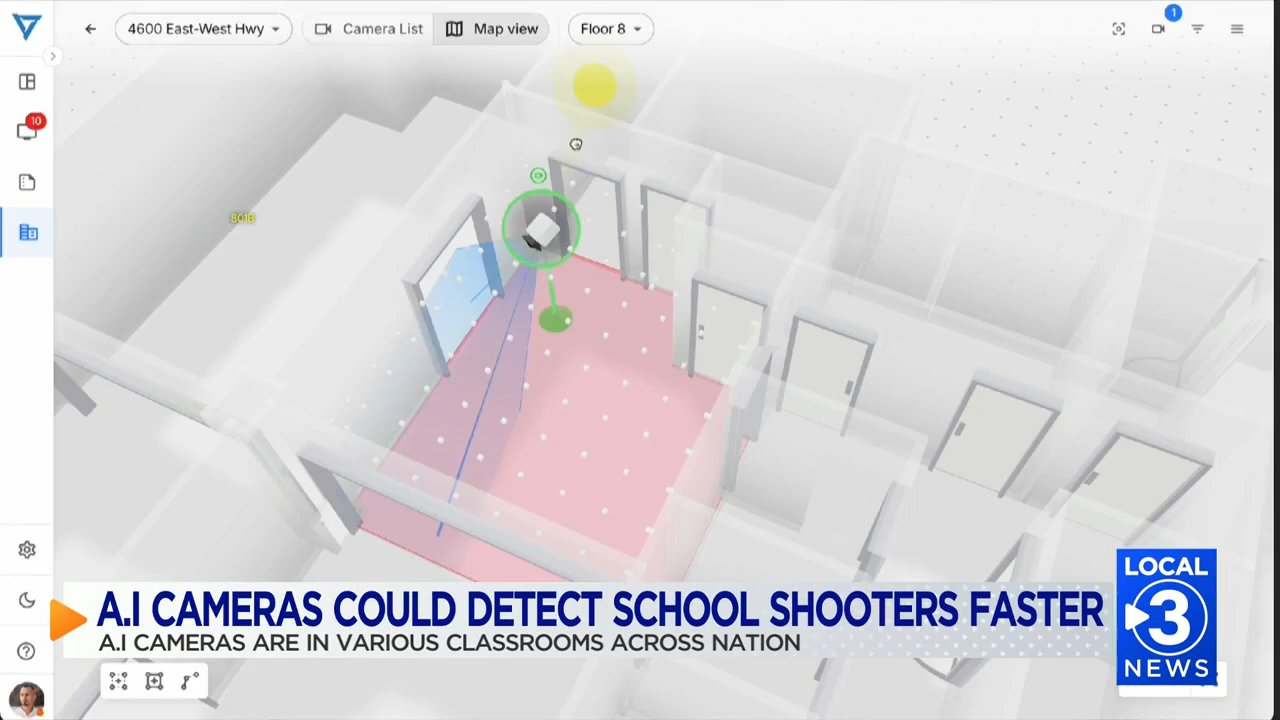 4600 East-West Hwy
Camera List
Map view
Floor 8
1
10
801B
A.I CAMERAS COULD DETECT SCHOOL SHOOTERS FASTER
A.I CAMERAS ARE IN VARIOUS CLASSROOMS ACROSS NATION
LOCAL
3
NEWS